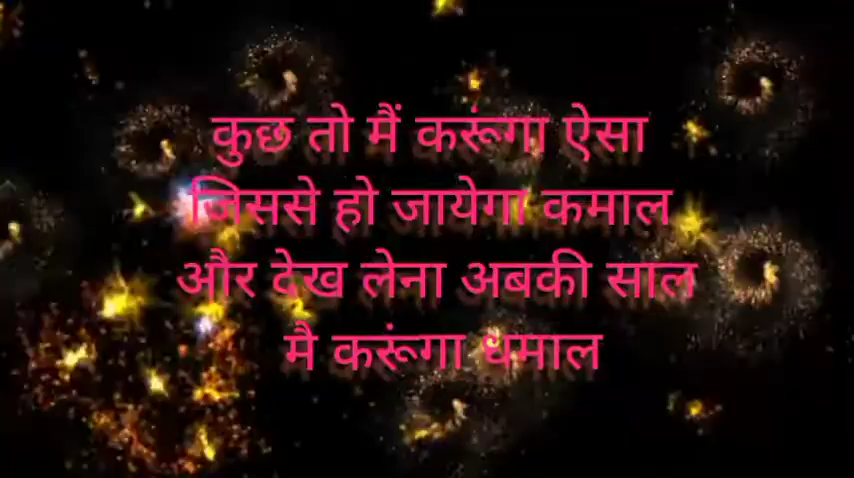 कुछ तो मैं करूंगा ऐसा
जिससे हो जायेगा कमाल
और देख लेना अबकी साल
मै करूंगा धमाल